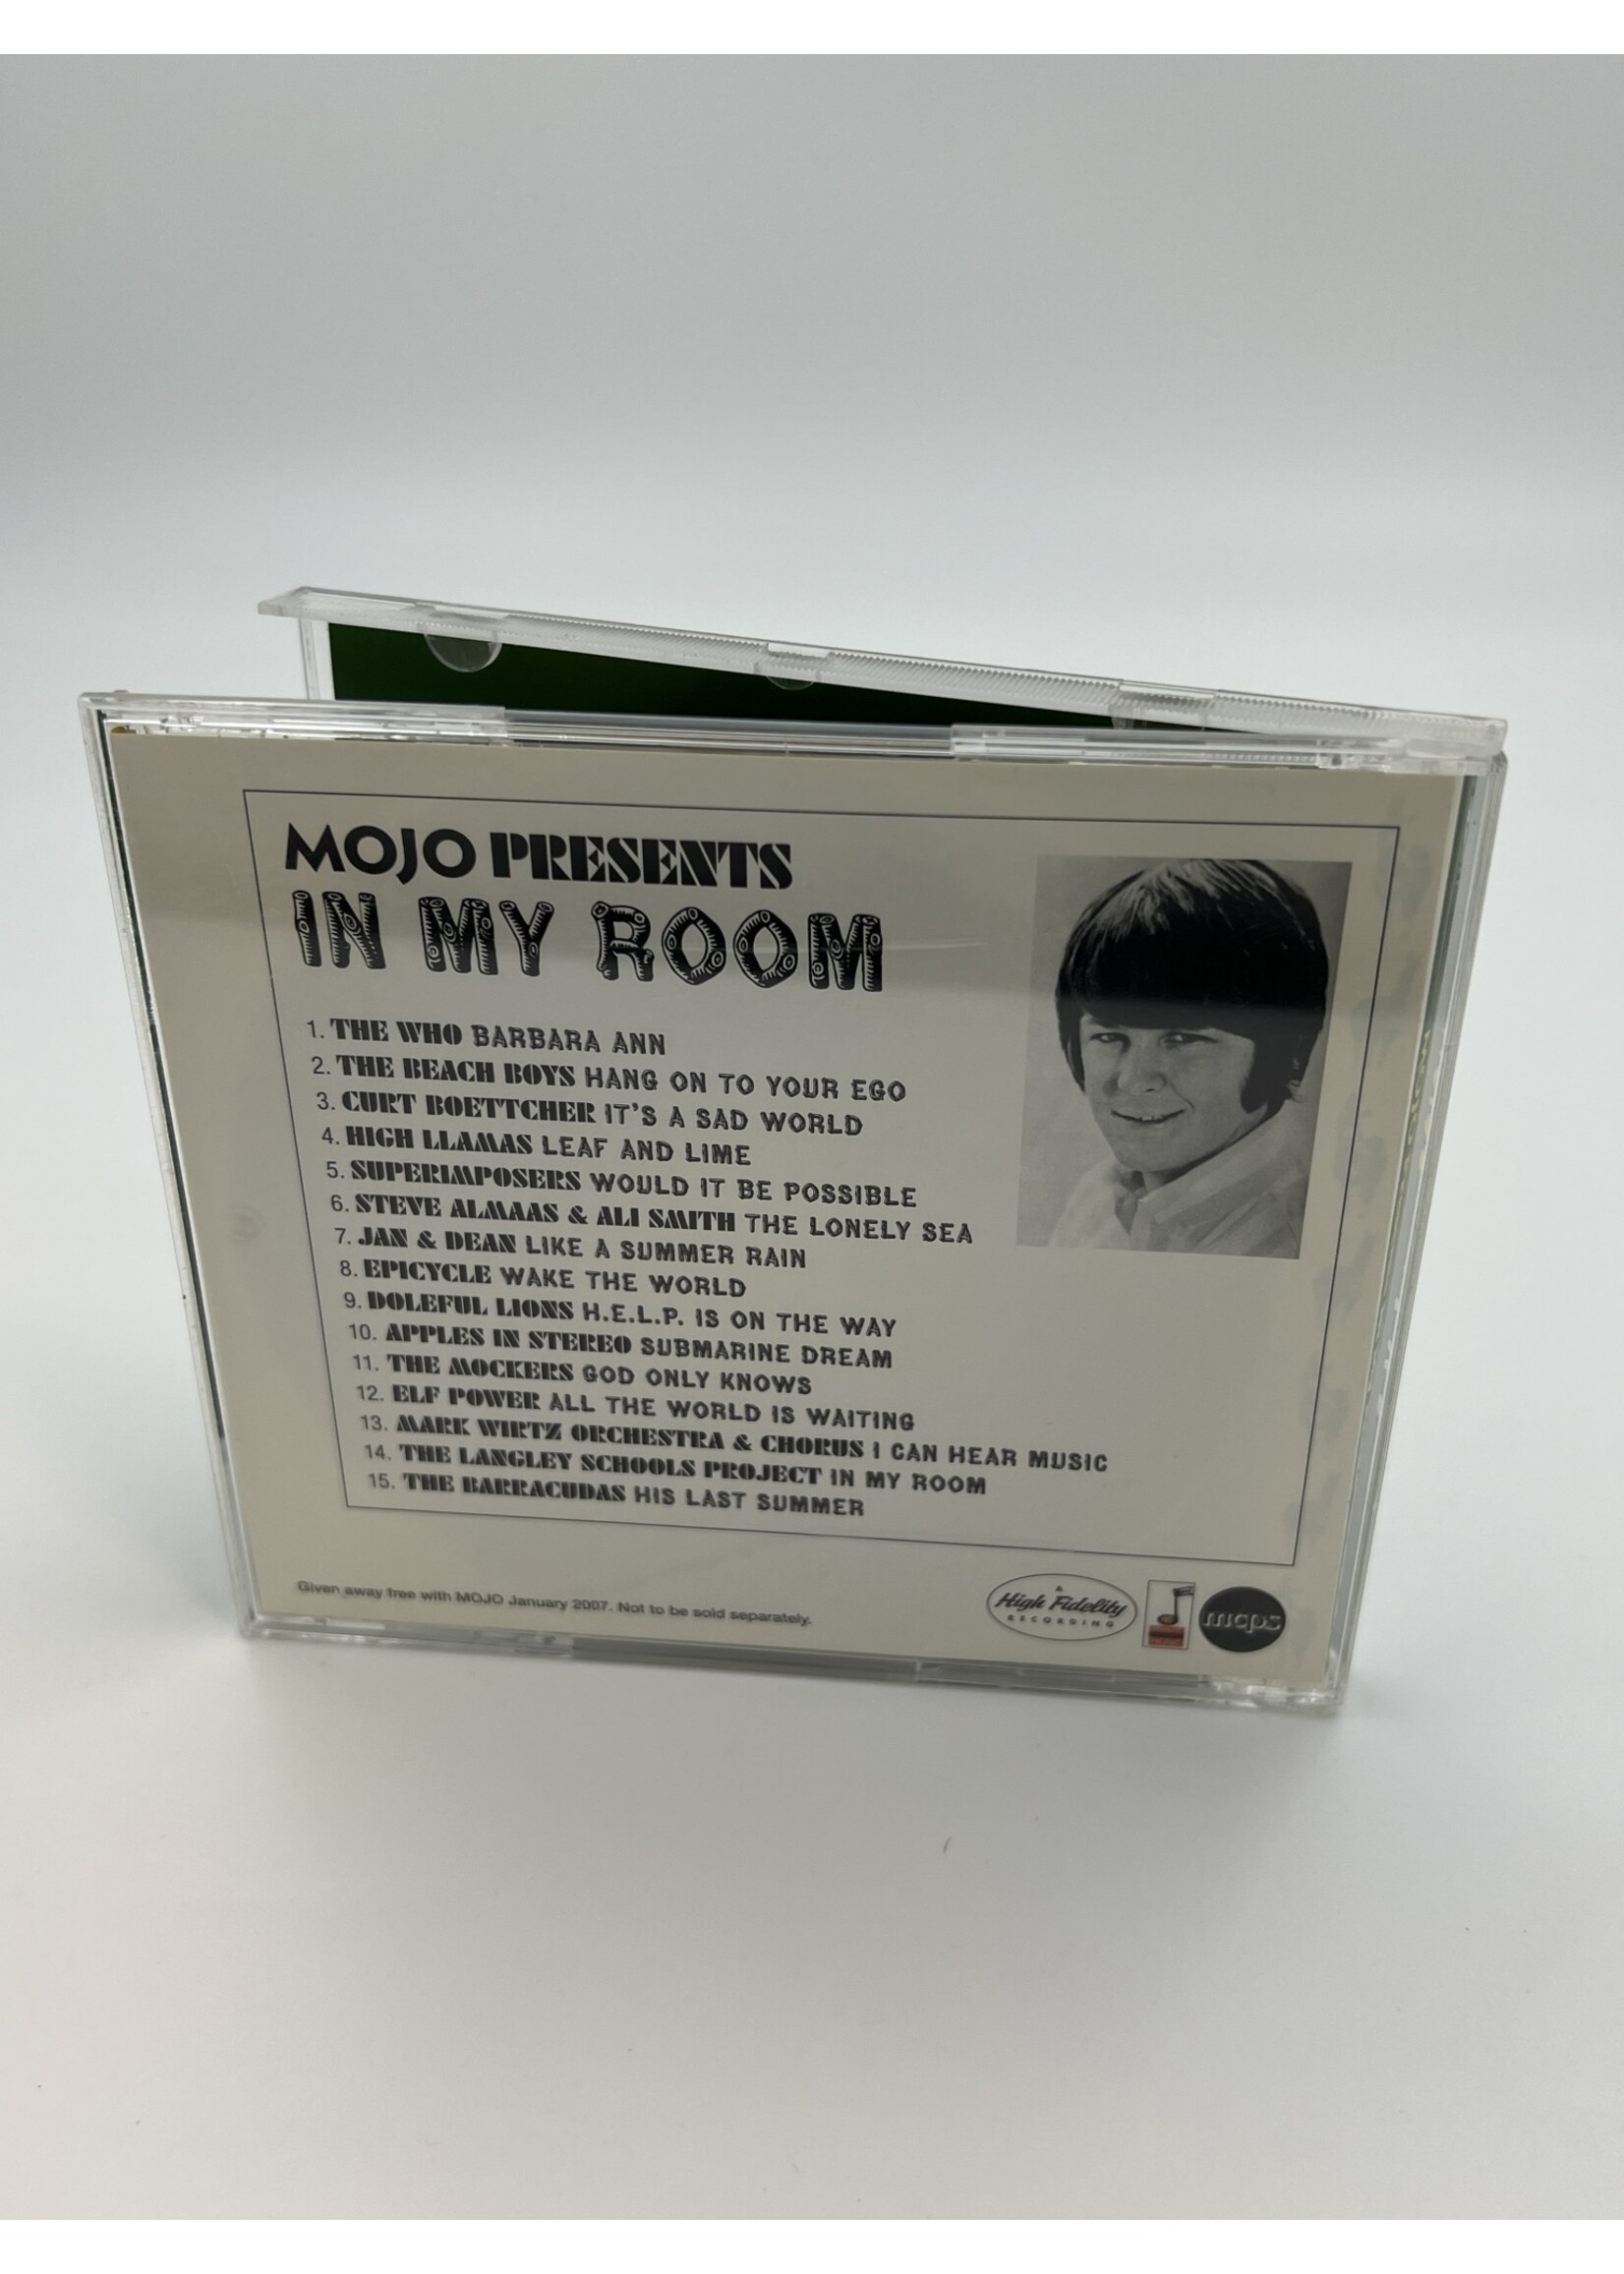 MOJO PRESENTS
IN MY ROOM
1. THE WHO BARBARA ANN
2. THE BEACH BOYS HANG ON TO YOUR EGO
3. CURT BOETTCHER IT'S A SAD WORLD
4. HIGH LLAMAS LEAF AND LIME
5. SUPERIMPOSERS WOULD IT BE POSSIBLE
6. STEVE ALMAAS & ALI SMITH THE LONELY SEA
7. JAN & DEAN LIKE A SUMMER RAIN
8. EPICYCLE WAKE THE WORLD
9. DOLEFUL LIONS H.E.L.P. IS ON THE WAY
10. APPLES IN STEREO SUBMARINE DREAM
11. THE MOCKERS GOD ONLY KNOWS
12. ELF POWER ALL THE WORLD IS WAITING
13. MARK WIRTZ ORCHESTRA & CHORUS I CAN HEAR MUSIC
14. THE LANGLEY SCHOOLS PROJECT IN MY ROOM
15. THE BARRACUDAS HIS LAST SUMMER
Given away free with MOJO January 2007. Not to be sold separately.
A
High Fidelity
RECORDING
mcps